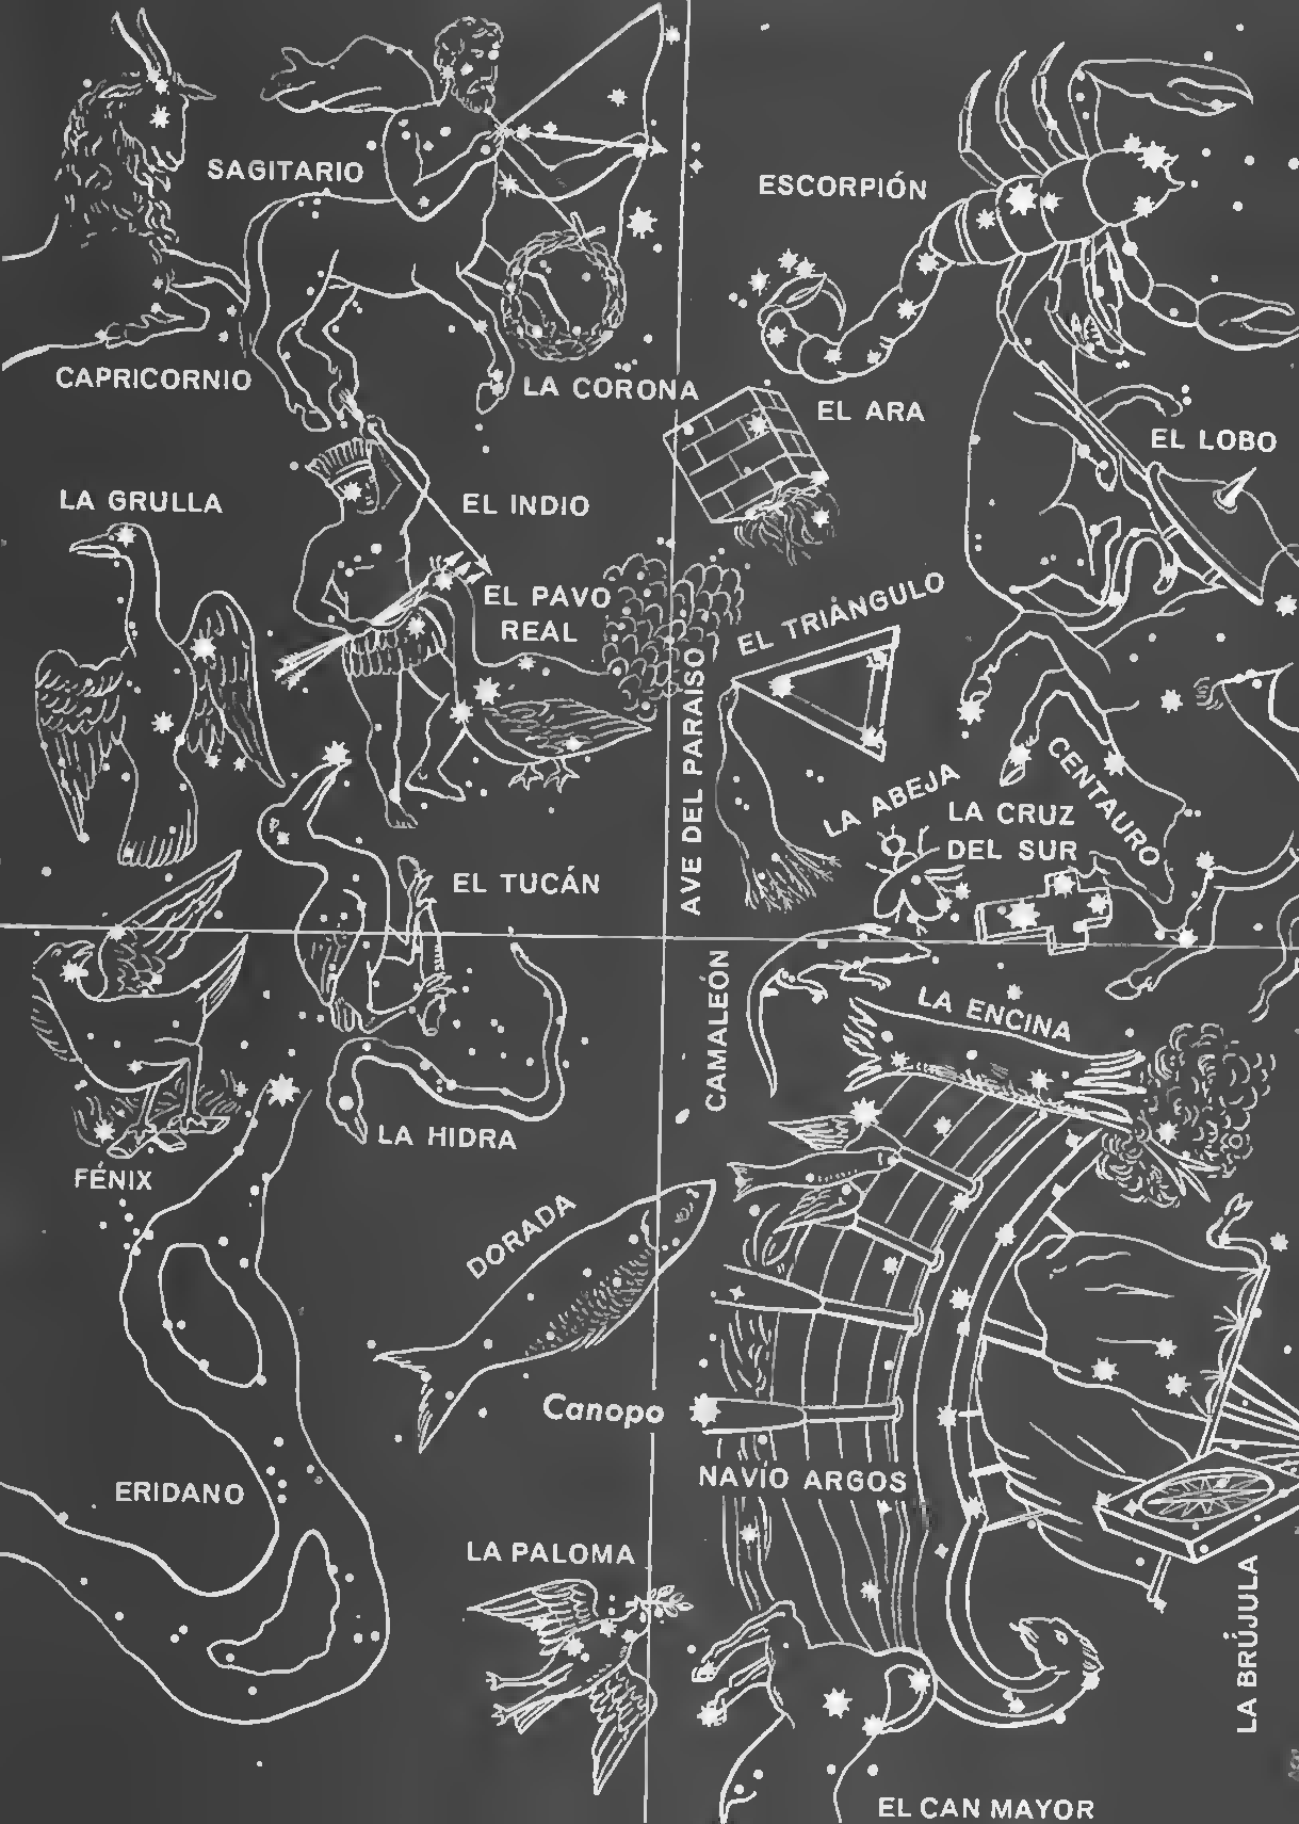 SAGITARIO
ESCORPIÓN
CAPRICORNIO
LA CORONA
EL ARA
EL LOBO
LA GRULLA
EL INDIO
EL PAVO
REAL
EL TRIÁNGULO
AVE DEL PARAISO
CENTAURO
LA ABEJA
LA CRUZ
DEL SUR
EL TUCÁN
CAMALEÓN
LA ENCINA
LA HIDRA
FÉNIX
DORADA
Canopo
NAVÍO ARGOS
ERIDANO
LA PALOMA
LA BRÚJULA
EL CAN MAYOR